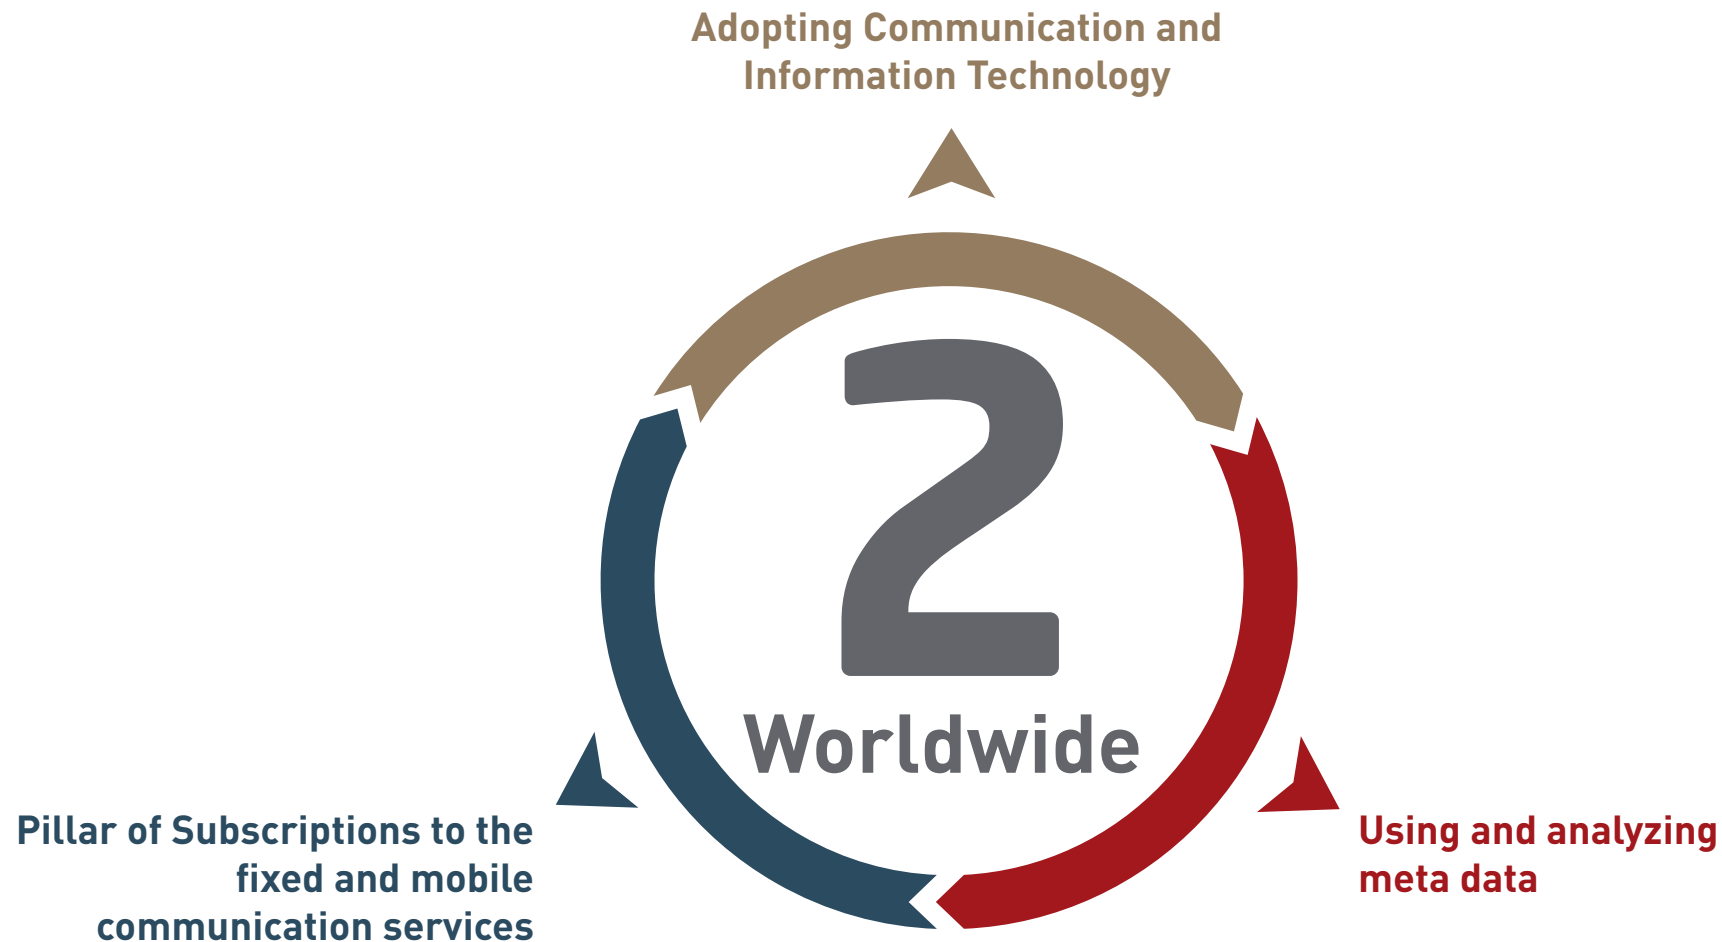 Adopting Communication and
Information Technology
2
Worldwide
Pillar of Subscriptions to the
fixed and mobile
communication services
Using and analyzing
meta data